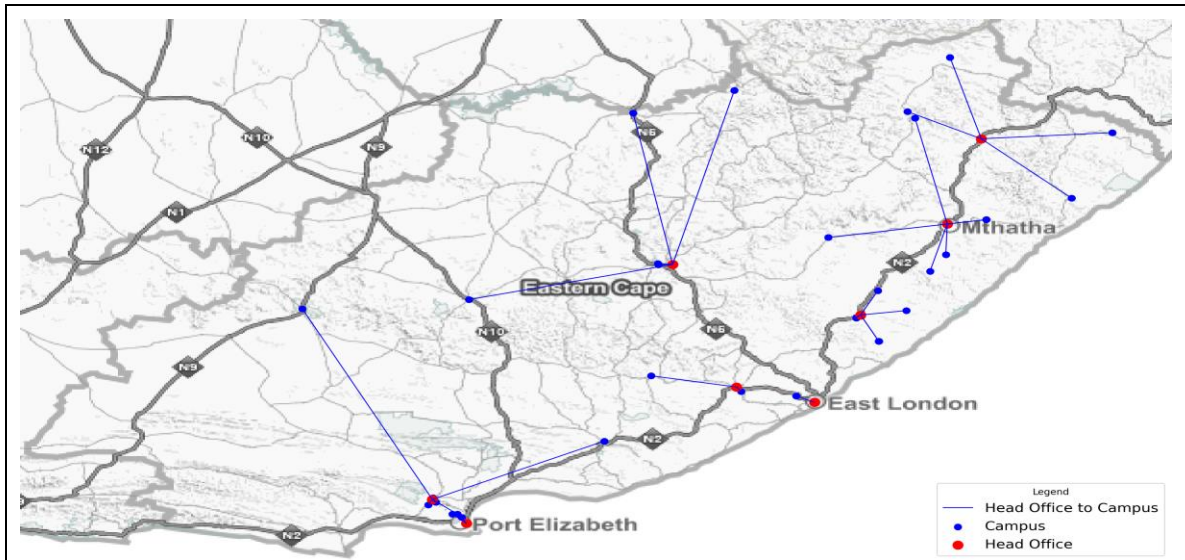 N6
N10
N9
N12
N1
Mthatha
N2
Eastern Cape
N10
N6
N9
East London
N2
Port Elizabeth
N2
Legend
Head Office to Campus
Campus
Head Office